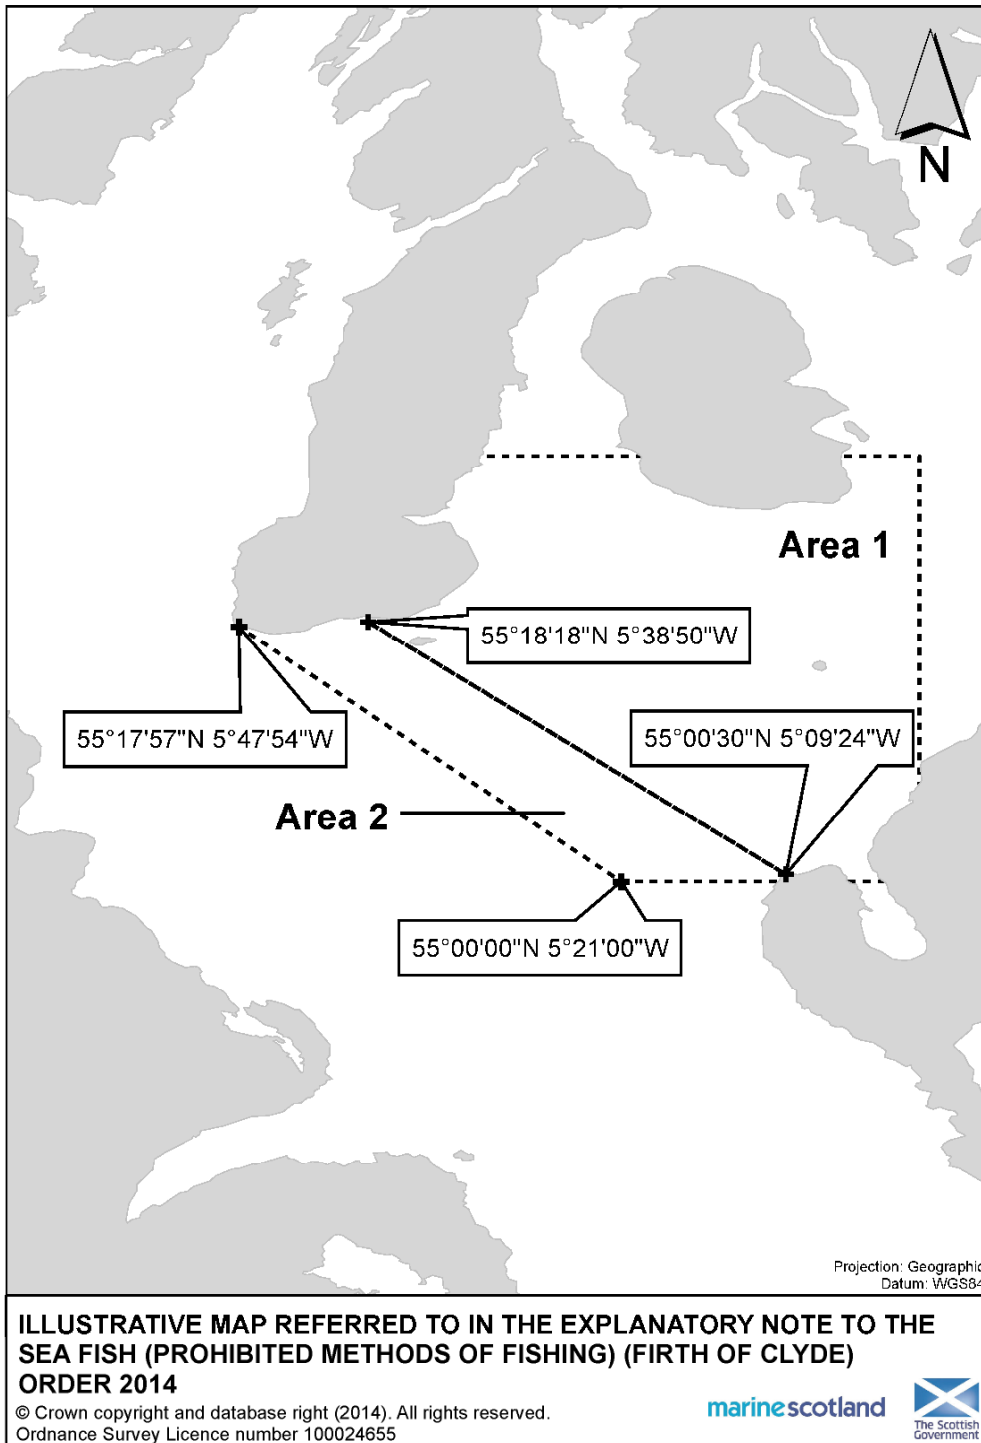 N
Area 1
55°18'18"N 5°38'50"W
55°17'57"N 5°47'54"W
55°00'30"N 5°09'24"W
Area 2
55°00'00"N 5°21'00"W
Projection: Geographic
Datum: WGS84
ILLUSTRATIVE MAP REFERRED TO IN THE EXPLANATORY NOTE TO THE
SEA FISH (PROHIBITED METHODS OF FISHING) (FIRTH OF CLYDE)
ORDER 2014
© Crown copyright and database right (2014). All rights reserved.
Ordnance Survey Licence number 100024655
marinescotland
The Scottish
Government